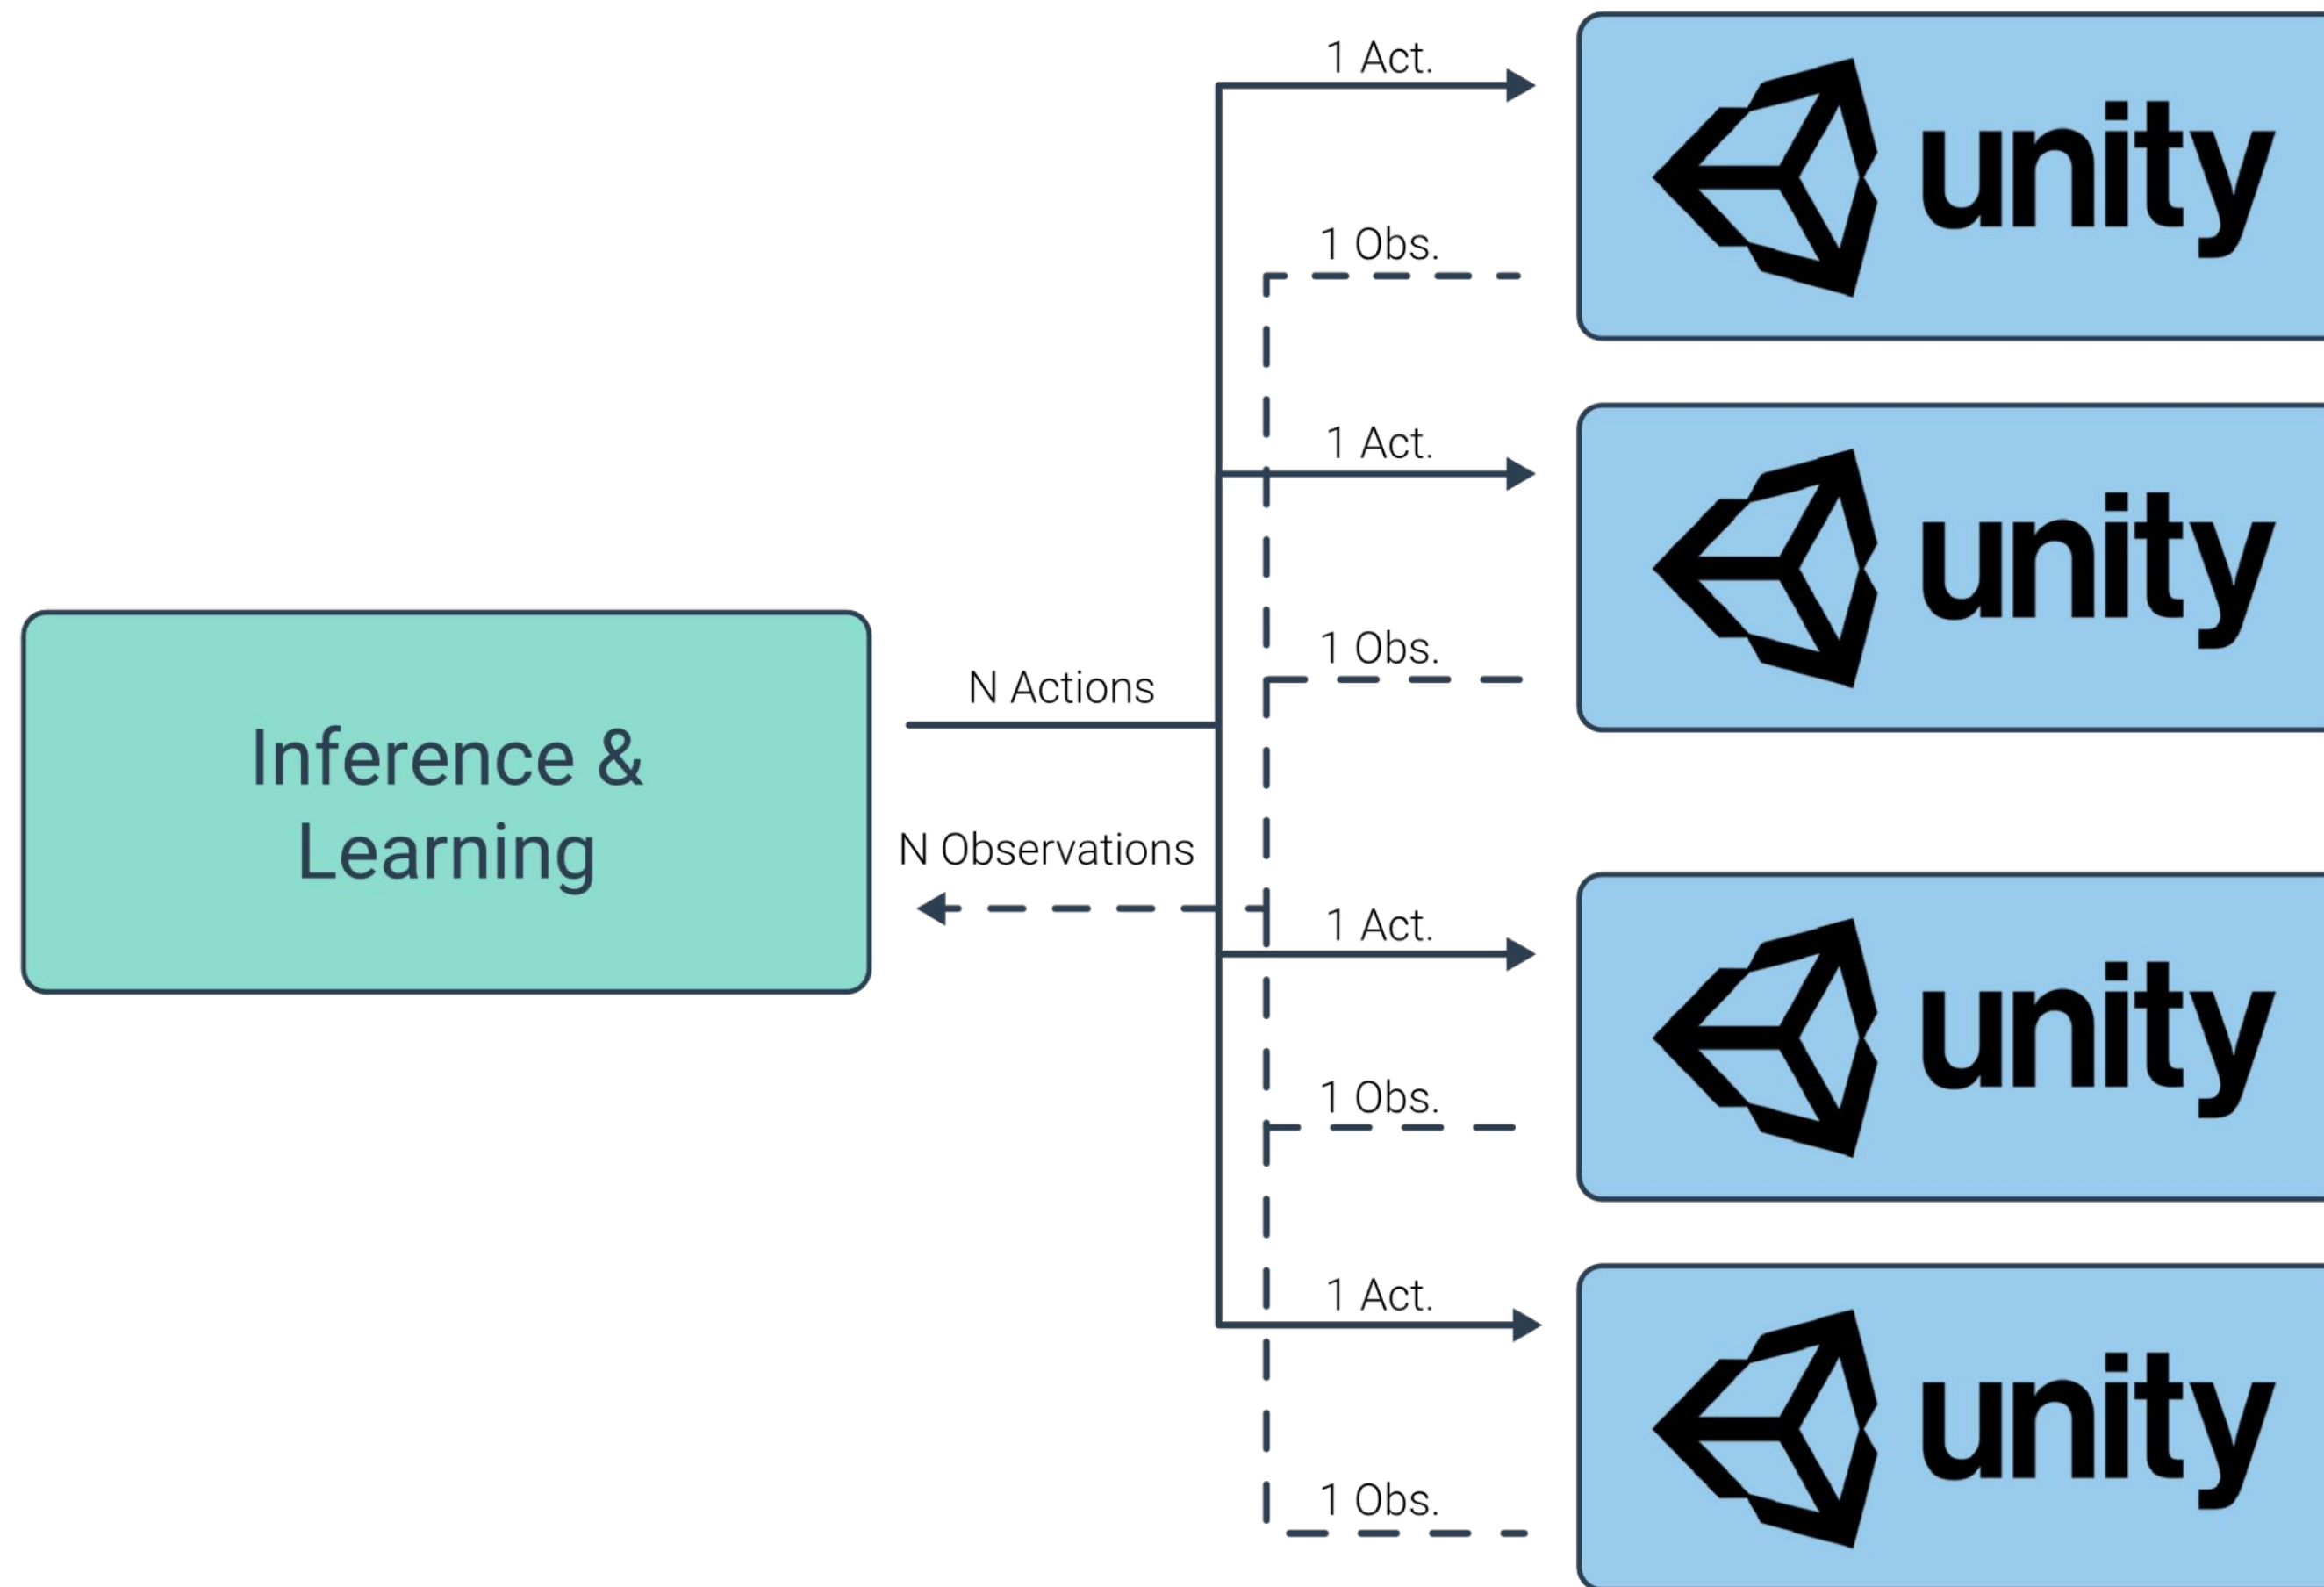 1 Act.
unity
1 Obs.
1 Act.
unity
1 Obs.
N Actions
Inference &
Learning
N Observations
1 Act.
unity
1 Obs.
1 Act.
unity
1 Obs.